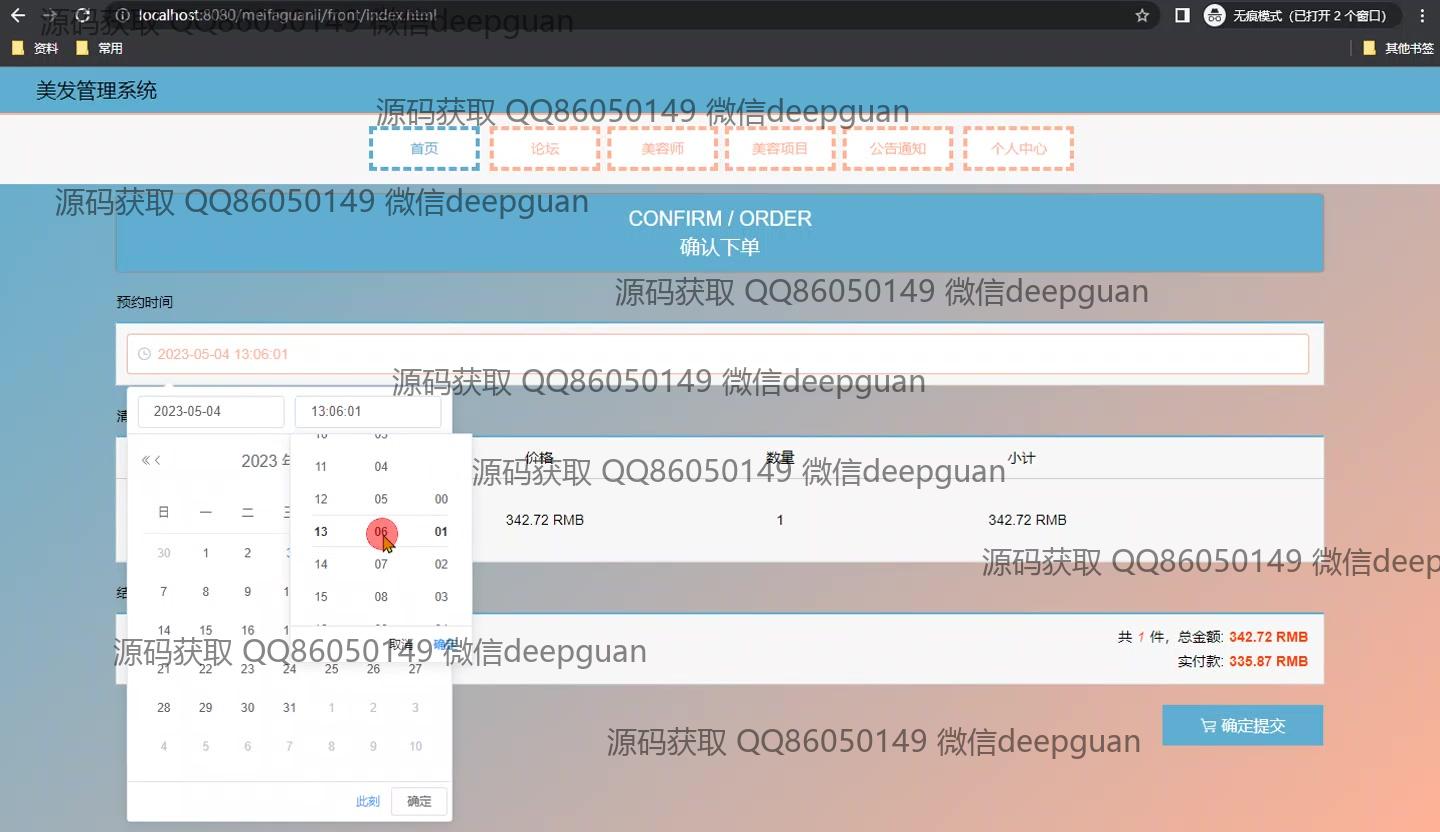 localhost:8080/meifaguanli/front/index.html
无痕模式（已打开 2 个窗口）
资料 常用 其他书签
源码获取 QQ86050149 微信deepguan
美发管理系统
源码获取 QQ86050149 微信deepguan
首页 论坛 美容师 美容项目 公告通知 个人中心
源码获取 QQ86050149 微信deepguan
CONFIRM / ORDER
确认下单
源码获取 QQ86050149 微信deepguan
预约时间
2023-05-04 13:06:01
源码获取 QQ86050149 微信deepguan
2023-05-04 13:06:01
清
价格 数量 小计
2023 年
源码获取 QQ86050149 微信deepguan
11 04
12 05 00
13 06 01
14 07 02
15 08 03
取消 确定
日 一 二 三
30 1 2 3
7 8 9 1
14 15 16 1
21 22 23 24 25 26 27
28 29 30 31 1 2 3
4 5 6 7 8 9 10
此刻 确定
342.72 RMB 1 342.72 RMB
源码获取 QQ86050149 微信deep
结
共 1 件，总金额: 342.72 RMB
实付款: 335.87 RMB
源码获取 QQ86050149 微信deepguan
确定提交
源码获取 QQ86050149 微信deepguan